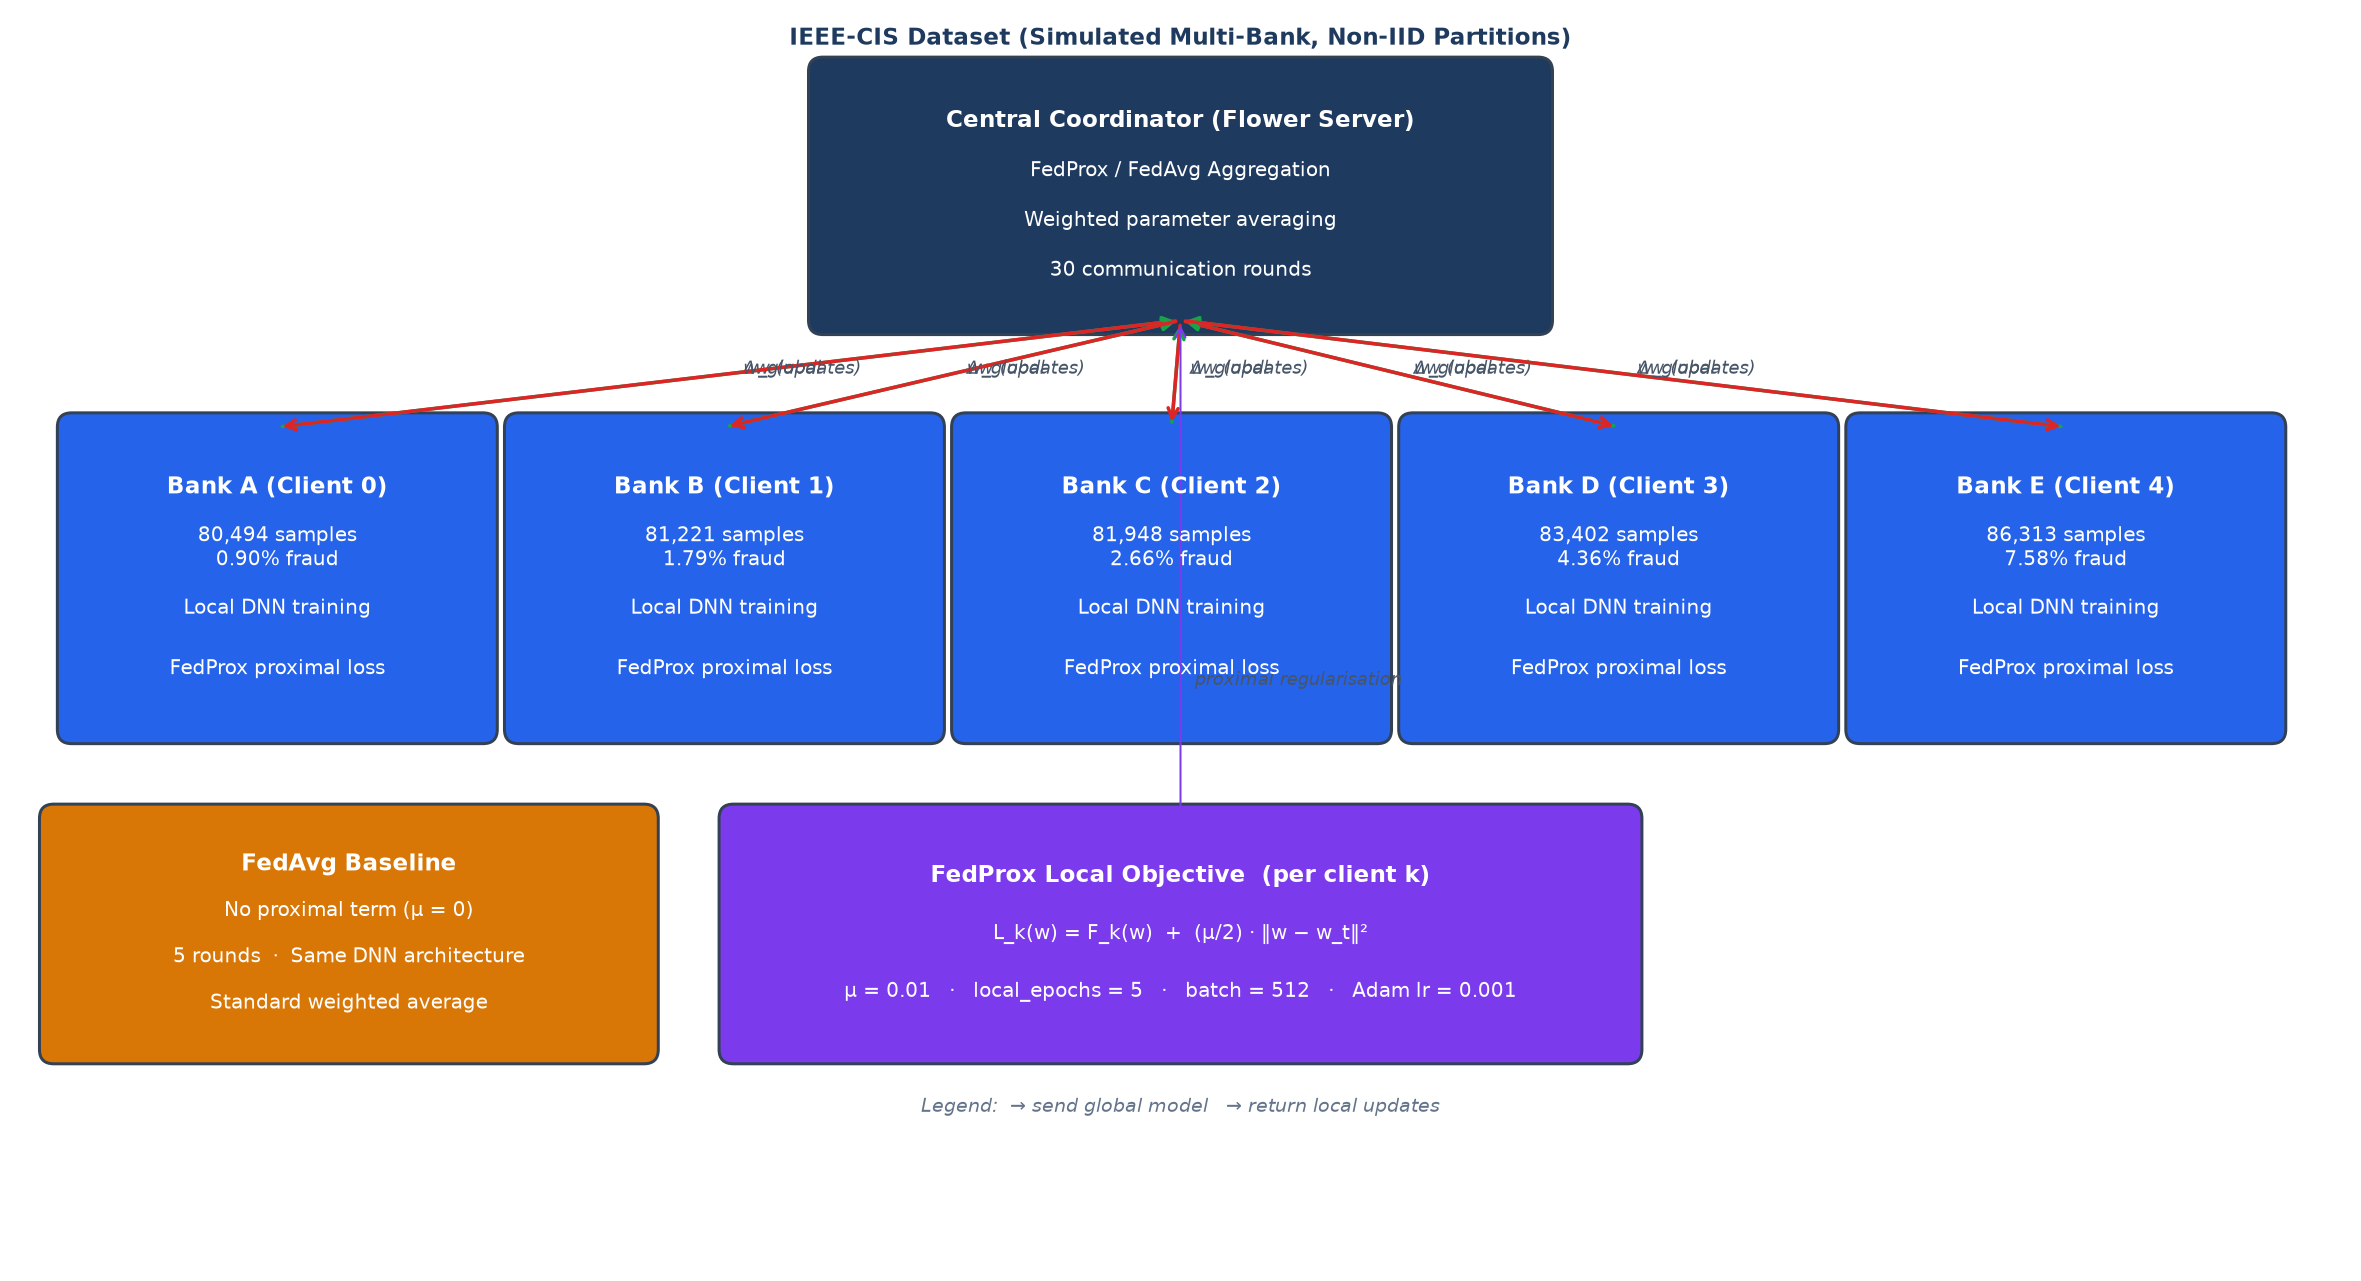 IEEE-CIS Dataset (Simulated Multi-Bank, Non-IID Partitions)
Central Coordinator (Flower Server)
FedProx / FedAvg Aggregation
Weighted parameter averaging
30 communication rounds
Bank A (Client 0)
80,494 samples
0.90% fraud
Local DNN training
FedProx proximal loss
Bank B (Client 1)
81,221 samples
1.79% fraud
Local DNN training
FedProx proximal loss
Bank C (Client 2)
81,948 samples
2.66% fraud
Local DNN training
FedProx proximal loss
proximal regularisation
Bank D (Client 3)
83,402 samples
4.36% fraud
Local DNN training
FedProx proximal loss
Bank E (Client 4)
86,313 samples
7.58% fraud
Local DNN training
FedProx proximal loss
FedAvg Baseline
No proximal term (μ = 0)
5 rounds · Same DNN architecture
Standard weighted average
FedProx Local Objective (per client k)
L_k(w) = F_k(w) + (μ/2) · ‖w − w_t‖²
μ = 0.01 · local_epochs = 5 · batch = 512 · Adam lr = 0.001
Legend: → send global model → return local updates